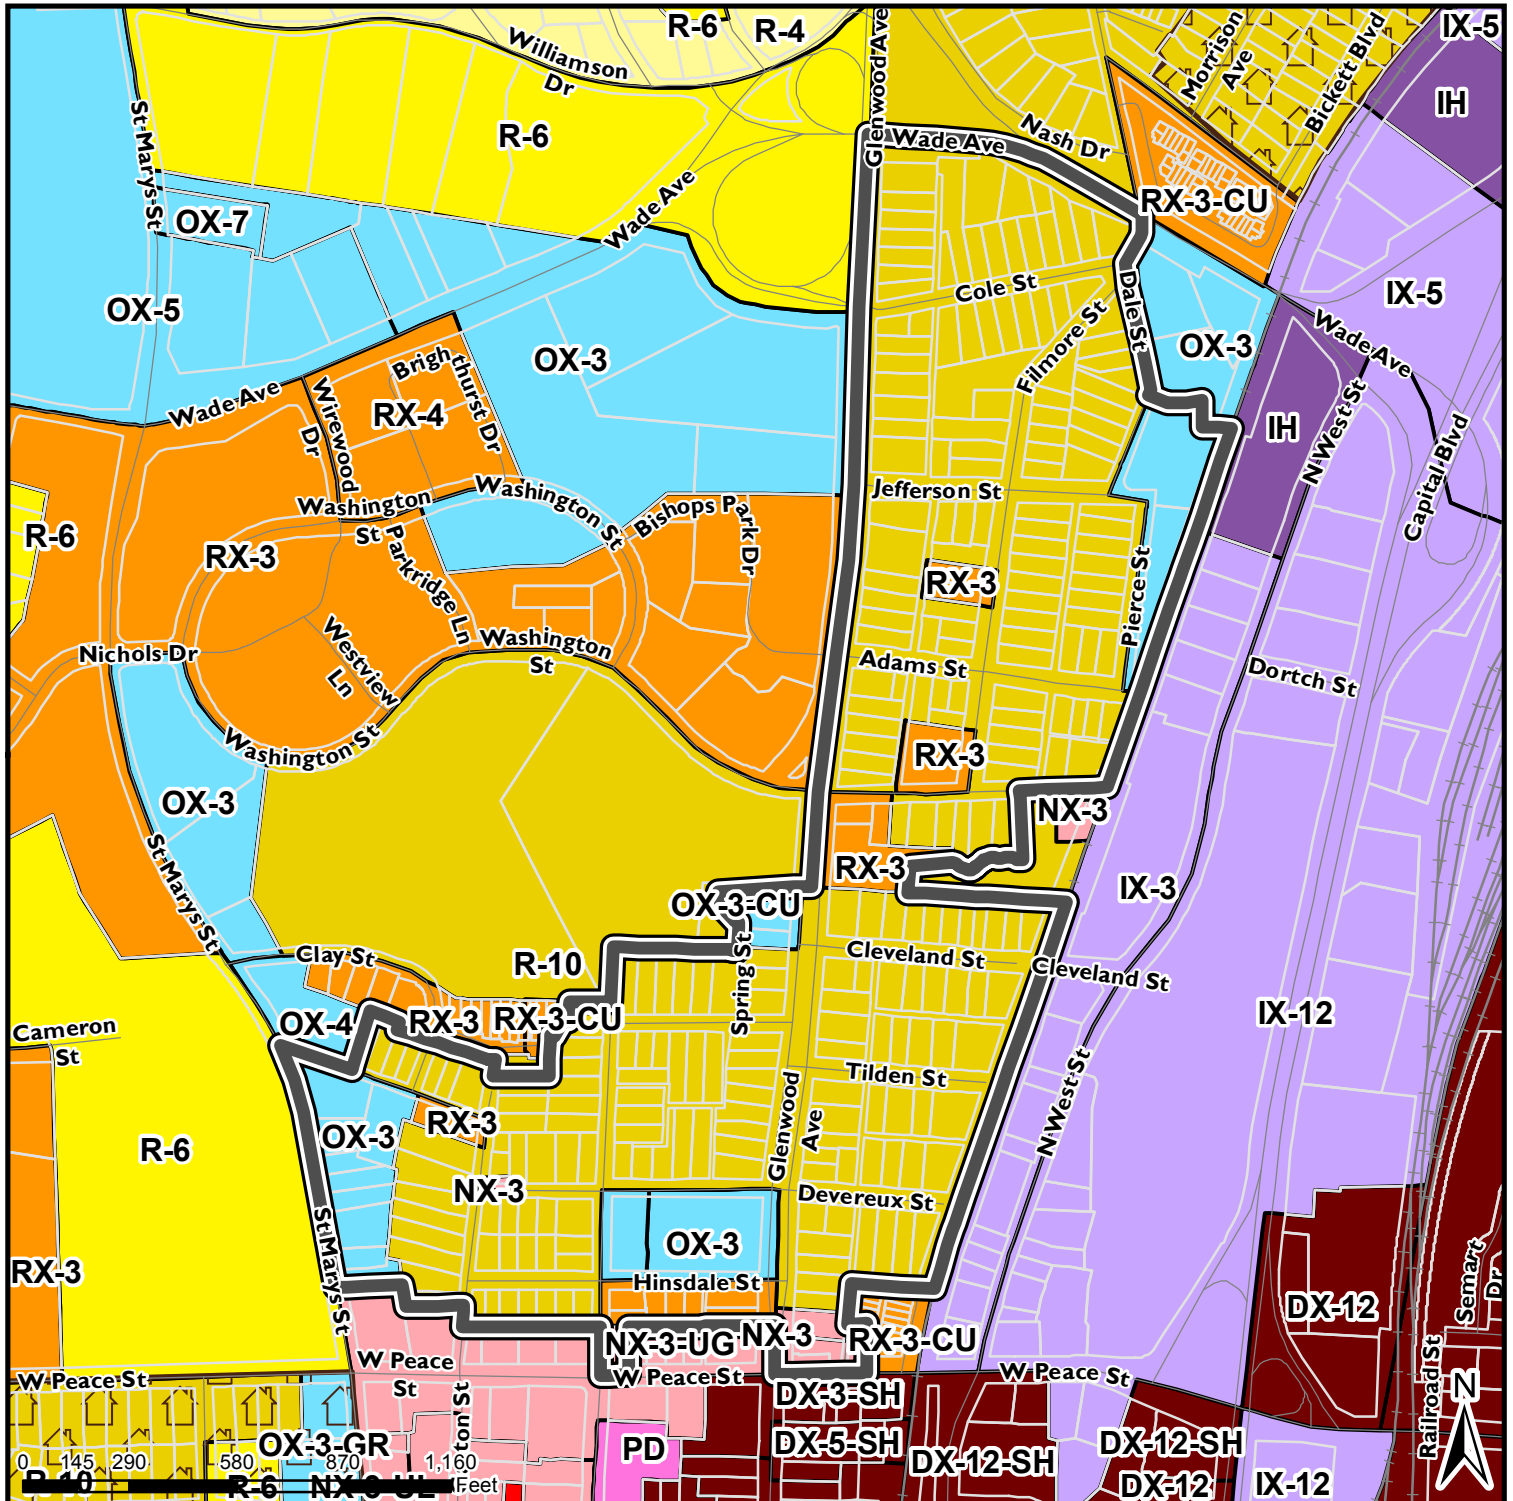 R-6
R-4
IX-5
Williamson
Dr
Glenwood Ave
Morrison
Ave
Bickett Blvd
IH
St Marys St
R-6
Wade Ave
Nash Dr
Wade Ave
RX-3-CU
OX-7
OX-5
Cole St
Dale St
IX-5
OX-3
Filmore St
OX-3
Wade Ave
Brigh
thurst Dr
Wade Ave
Wirewood
Dr
RX-4
IH
N West St
Capital Blvd
Washington
St
Washington St
Bishops Park Dr
Jefferson St
R-6
RX-3
Parkridge Ln
RX-3
Pierce St
Nichols Dr
Westview
Ln
Washington
St
Adams St
Dortch St
Washington St
RX-3
OX-3
NX-3
St Marys St
RX-3
IX-3
OX-3-CU
Clay St
R-10
Spring St
Cleveland St
Cleveland St
Cameron
St
OX-4
RX-3
RX-3-CU
IX-12
Tilden St
N West St
R-6
OX-3
RX-3
Glenwood
Ave
NX-3
Devereux St
St Marys St
OX-3
RX-3
Hinsdale St
Semart
Dr
DX-12
NX-3-UG
NX-3
RX-3-CU
Railroad St
W Peace St
W Peace
St
W Peace St
W Peace St
N
DX-3-SH
ton St
OX-3-GR
PD
DX-5-SH
DX-12-SH
DX-12-SH
0 145 290 580 870 1,160
Feet
R-10
R-6
NX-3-UL
DX-12
IX-12